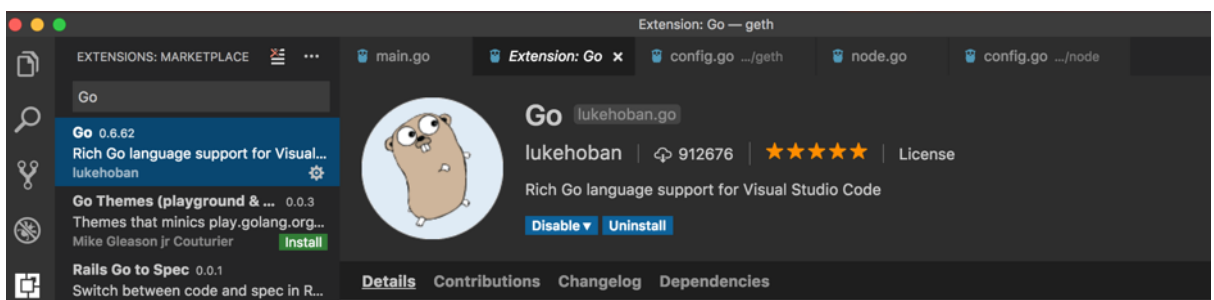 Extension: Go — geth
EXTENSIONS: MARKETPLACE
Go
Go 0.6.62
Rich Go language support for Visual...
lukehoban
Go Themes (playground & ... 0.0.3
Themes that minics play.golang.org...
Mike Gleason jr Couturier Install
Rails Go to Spec 0.0.1
Switch between code and spec in R...
main.go Extension: Go × config.go .../geth node.go config.go .../node
Go lukehoban.go
lukehoban | 912676 | ★★★★★ | License
Rich Go language support for Visual Studio Code
Disable▼ Uninstall
Details Contributions Changelog Dependencies